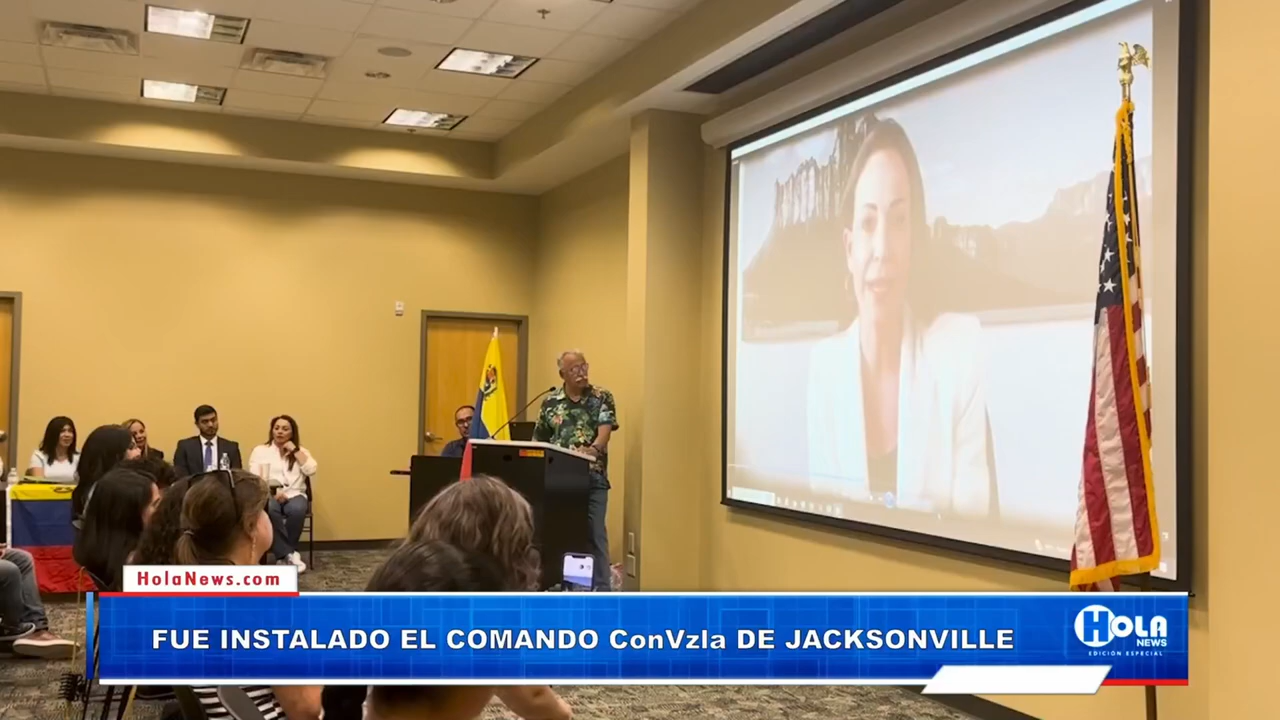 HolaNews.com
FUE INSTALADO EL COMANDO ConVzla DE JACKSONVILLE
HOLA
NEWS
EDICIÓN ESPECIAL